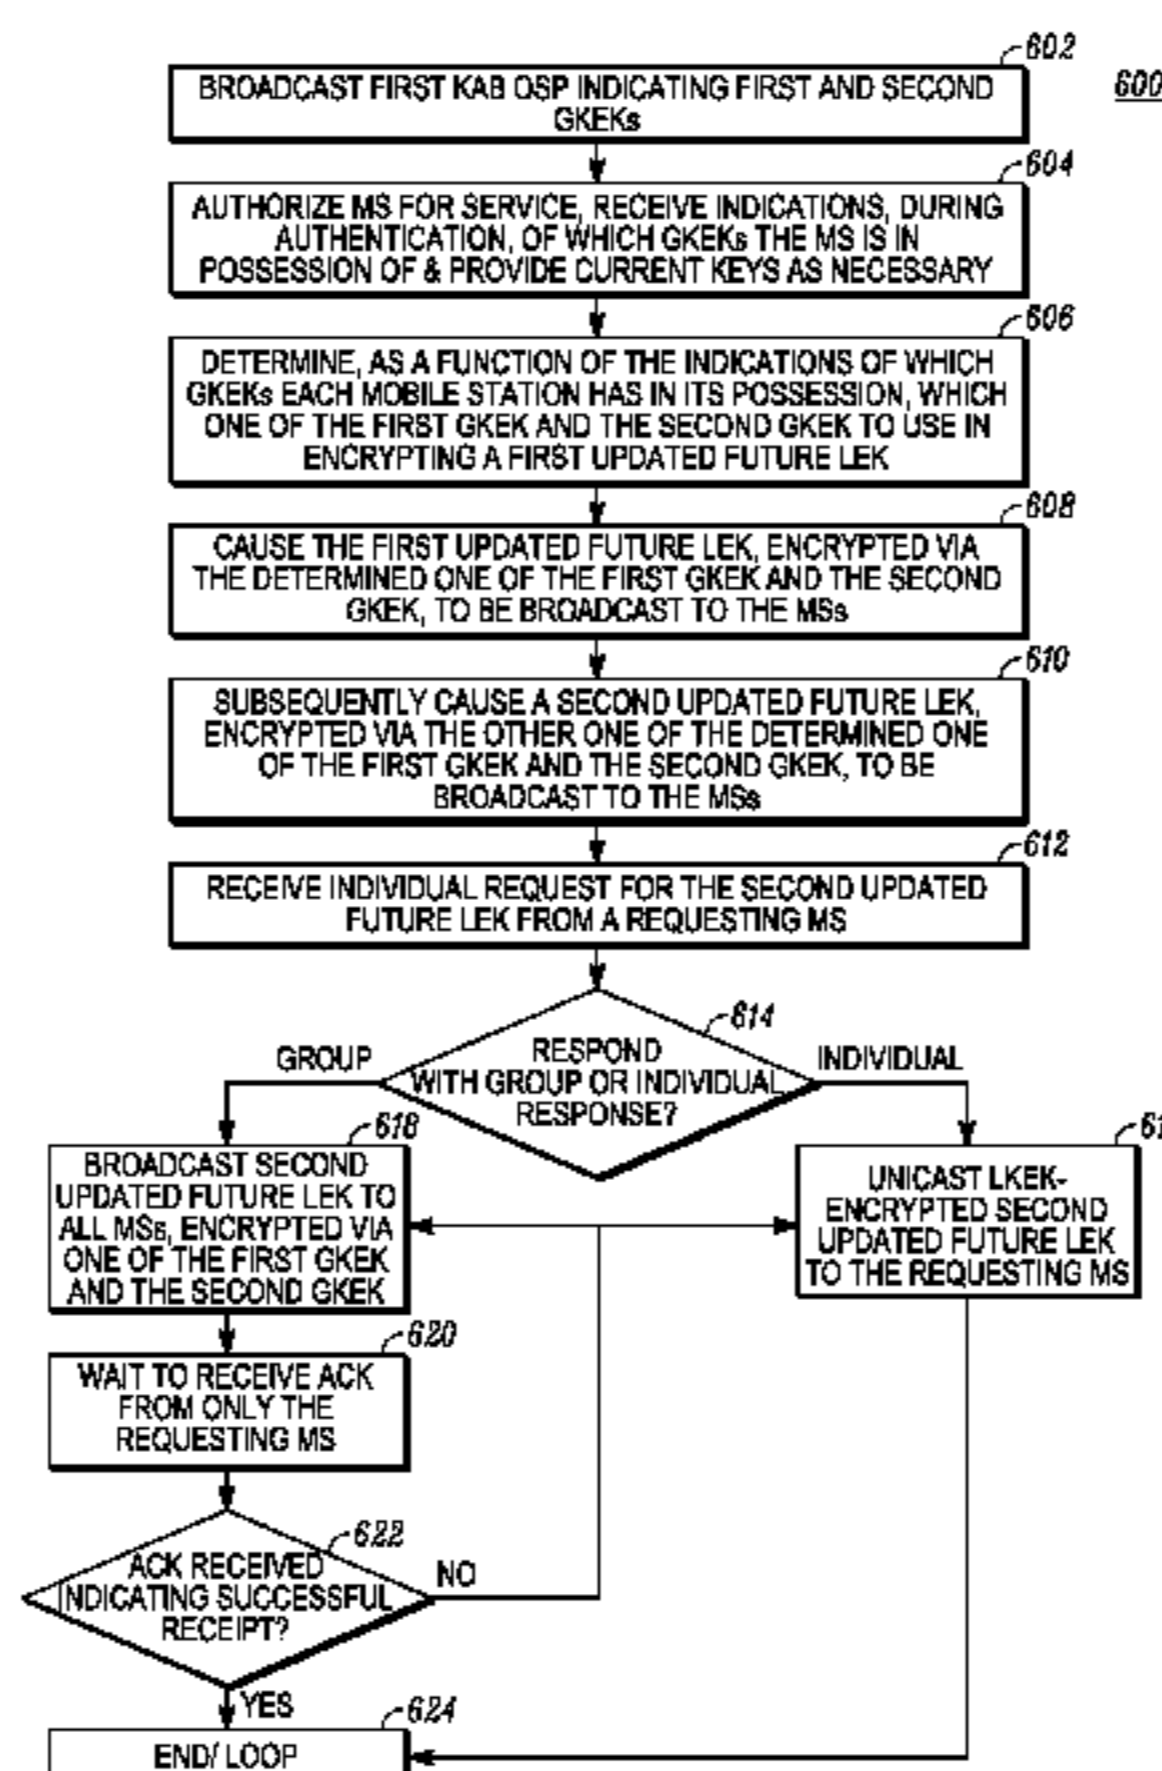 602
600
BROADCAST FIRST KAB OSP INDICATING FIRST AND SECOND
GKEKs
604
AUTHORIZE MS FOR SERVICE, RECEIVE INDICATIONS, DURING
AUTHENTICATION, OF WHICH GKEKs THE MS IS IN
POSSESSION OF & PROVIDE CURRENT KEYS AS NECESSARY
606
DETERMINE, AS A FUNCTION OF THE INDICATIONS OF WHICH
GKEKs EACH MOBILE STATION HAS IN ITS POSSESSION, WHICH
ONE OF THE FIRST GKEK AND THE SECOND GKEK TO USE IN
ENCRYPTING A FIRST UPDATED FUTURE LEK
608
CAUSE THE FIRST UPDATED FUTURE LEK, ENCRYPTED VIA
THE DETERMINED ONE OF THE FIRST GKEK AND THE SECOND
GKEK, TO BE BROADCAST TO THE MSs
610
SUBSEQUENTLY CAUSE A SECOND UPDATED FUTURE LEK,
ENCRYPTED VIA THE OTHER ONE OF THE DETERMINED ONE
OF THE FIRST GKEK AND THE SECOND GKEK, TO BE
BROADCAST TO THE MSs
612
RECEIVE INDIVIDUAL REQUEST FOR THE SECOND UPDATED
FUTURE LEK FROM A REQUESTING MS
614
GROUP
RESPOND
WITH GROUP OR INDIVIDUAL
RESPONSE?
INDIVIDUAL
618
BROADCAST SECOND
UPDATED FUTURE LEK TO
ALL MSs, ENCRYPTED VIA
ONE OF THE FIRST GKEK
AND THE SECOND GKEK
UNICAST LKEK-
ENCRYPTED SECOND
UPDATED FUTURE LEK
TO THE REQUESTING MS
620
WAIT TO RECEIVE ACK
FROM ONLY THE
REQUESTING MS
622
ACK RECEIVED
INDICATING SUCCESSFUL
RECEIPT?
NO
YES
624
END/ LOOP